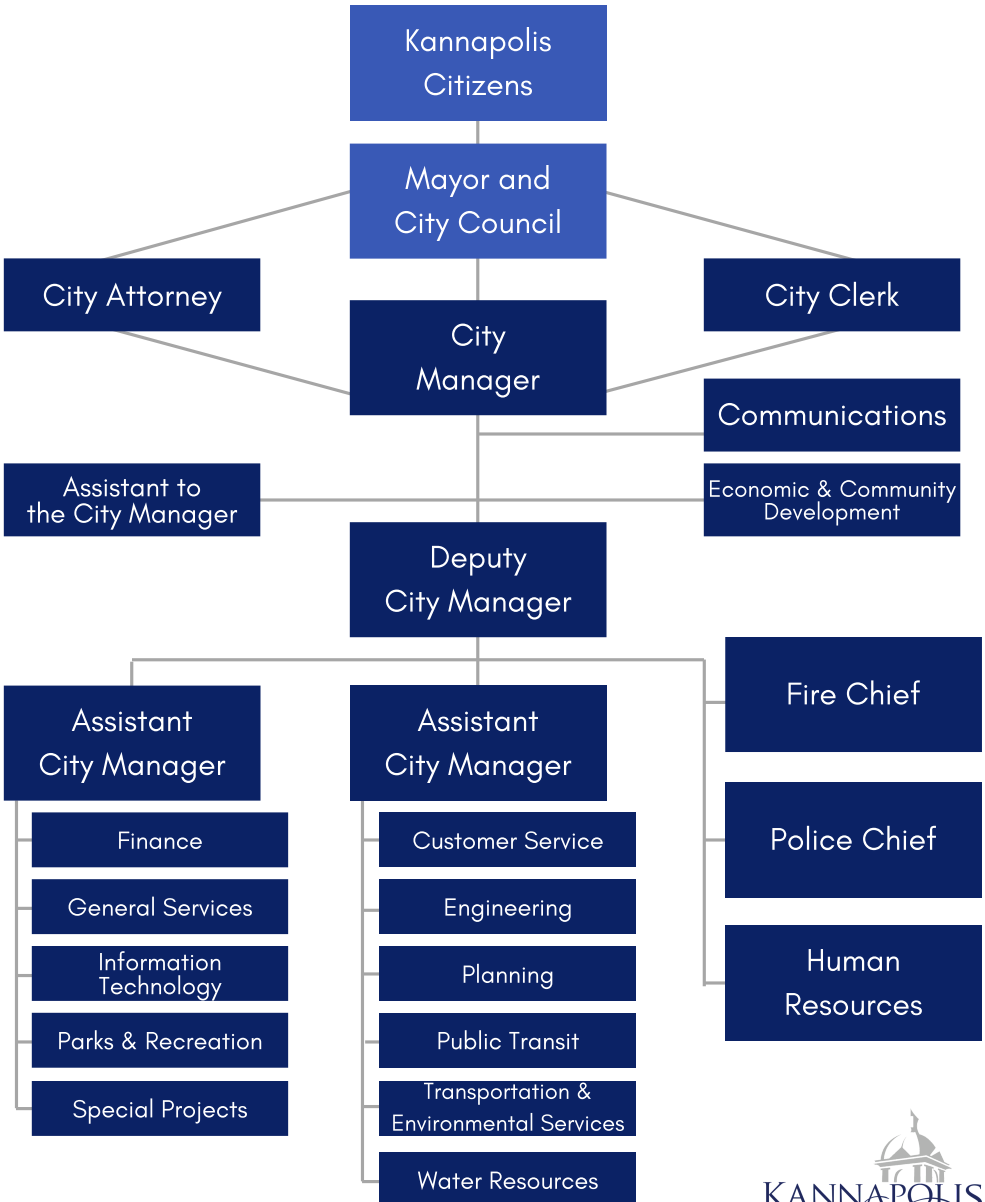 Kannapolis
Citizens
Mayor and
City Council
City Attorney
City Clerk
City
Manager
Communications
Assistant to
the City Manager
Economic & Community
Development
Deputy
City Manager
Assistant
City Manager
Assistant
City Manager
Fire Chief
Police Chief
Human
Resources
Finance
General Services
Information
Technology
Parks & Recreation
Special Projects
Customer Service
Engineering
Planning
Public Transit
Transportation &
Environmental Services
Water Resources
KANNAPOLIS